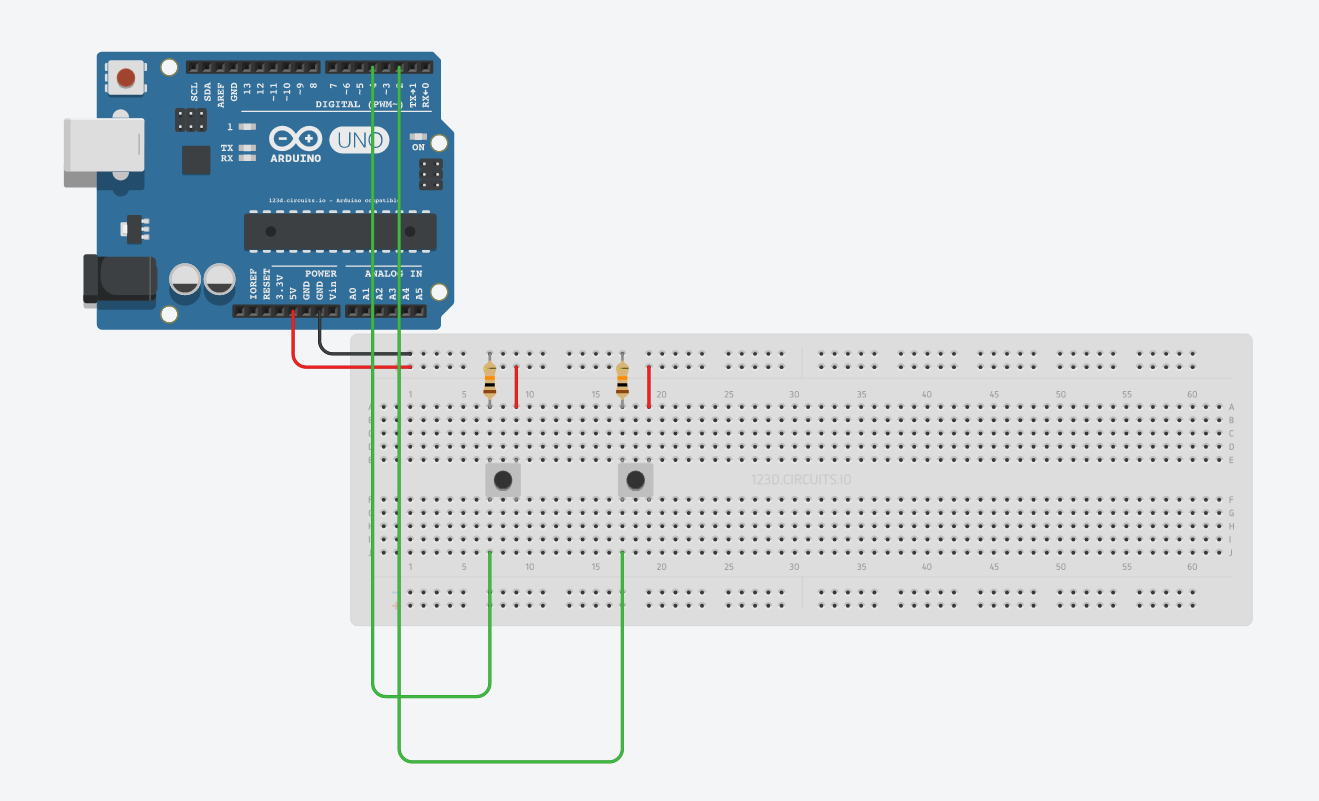 SCL
SDA
AREF
GND
13
12
~11
~10
~9
8
7
~6
~5
4
~3
2
TX→1
RX←0
DIGITAL (PWM~)
1
TX
RX
ARDUINO
UNO
ON
123d.circuits.io - Arduino compatible
POWER
ANALOG IN
IOREF
RESET
3.3V
5V
GND
GND
Vin
A0
A1
A2
A3
A4
A5
1 5 10 15 20 25 30 35 40 45 50 55 60
A A
B B
C C
D D
E E
123D.CIRCUITS.IO
F F
G G
H H
I I
J J
1 5 10 15 20 25 30 35 40 45 50 55 60
-
+